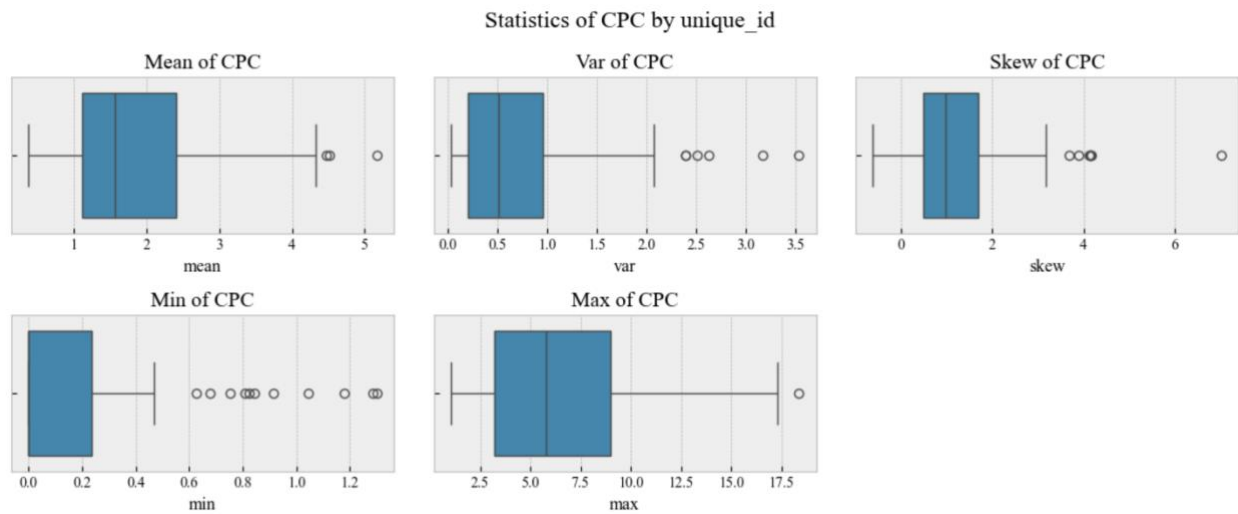 Statistics of CPC by unique_id
Mean of CPC
Var of CPC
Skew of CPC
1 2 3 4 5
0.0 0.5 1.0 1.5 2.0 2.5 3.0 3.5
0 2 4 6
mean
var
skew
Min of CPC
Max of CPC
0.0 0.2 0.4 0.6 0.8 1.0 1.2
2.5 5.0 7.5 10.0 12.5 15.0 17.5
min
max